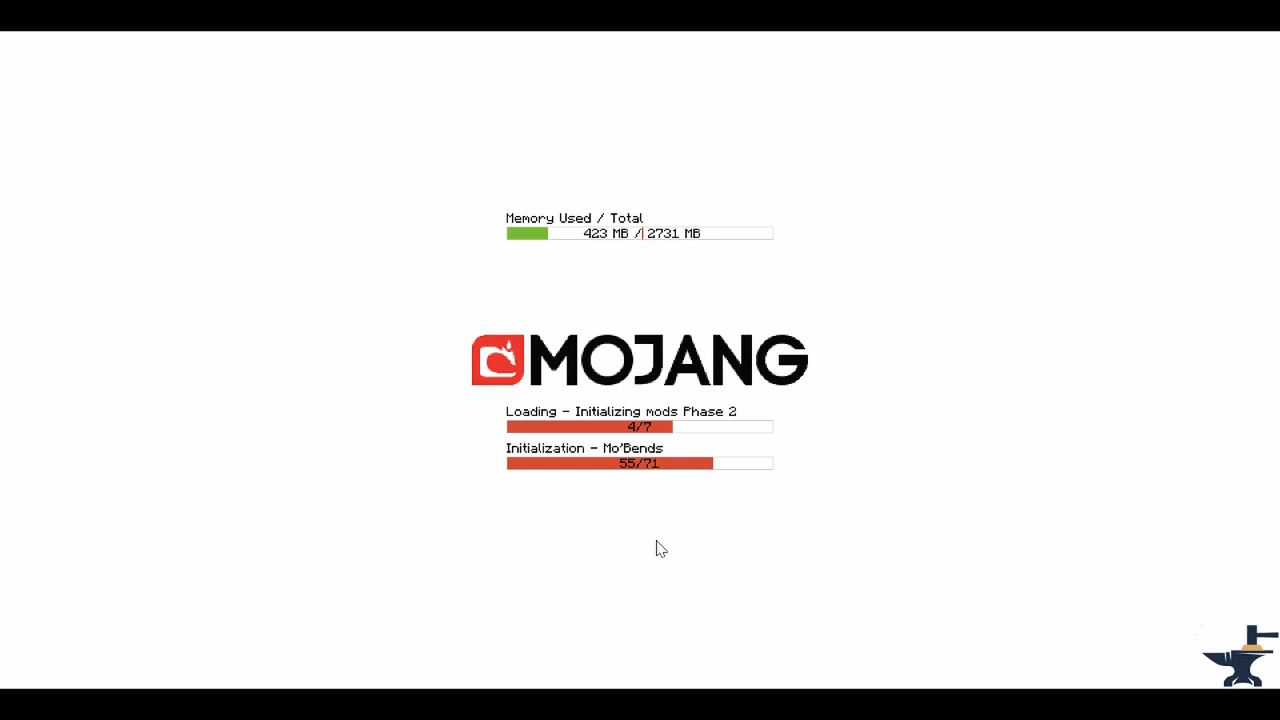 Memory Used / Total
423 MB / 2731 MB
MOJANG
Loading - Initializing mods Phase 2
4/7
Initialization - Mo'Bends
55/71